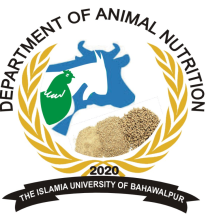 DEPARTMENT OF ANIMAL NUTRITION
2020
THE ISLAMIA UNIVERSITY OF BAHAWALPUR